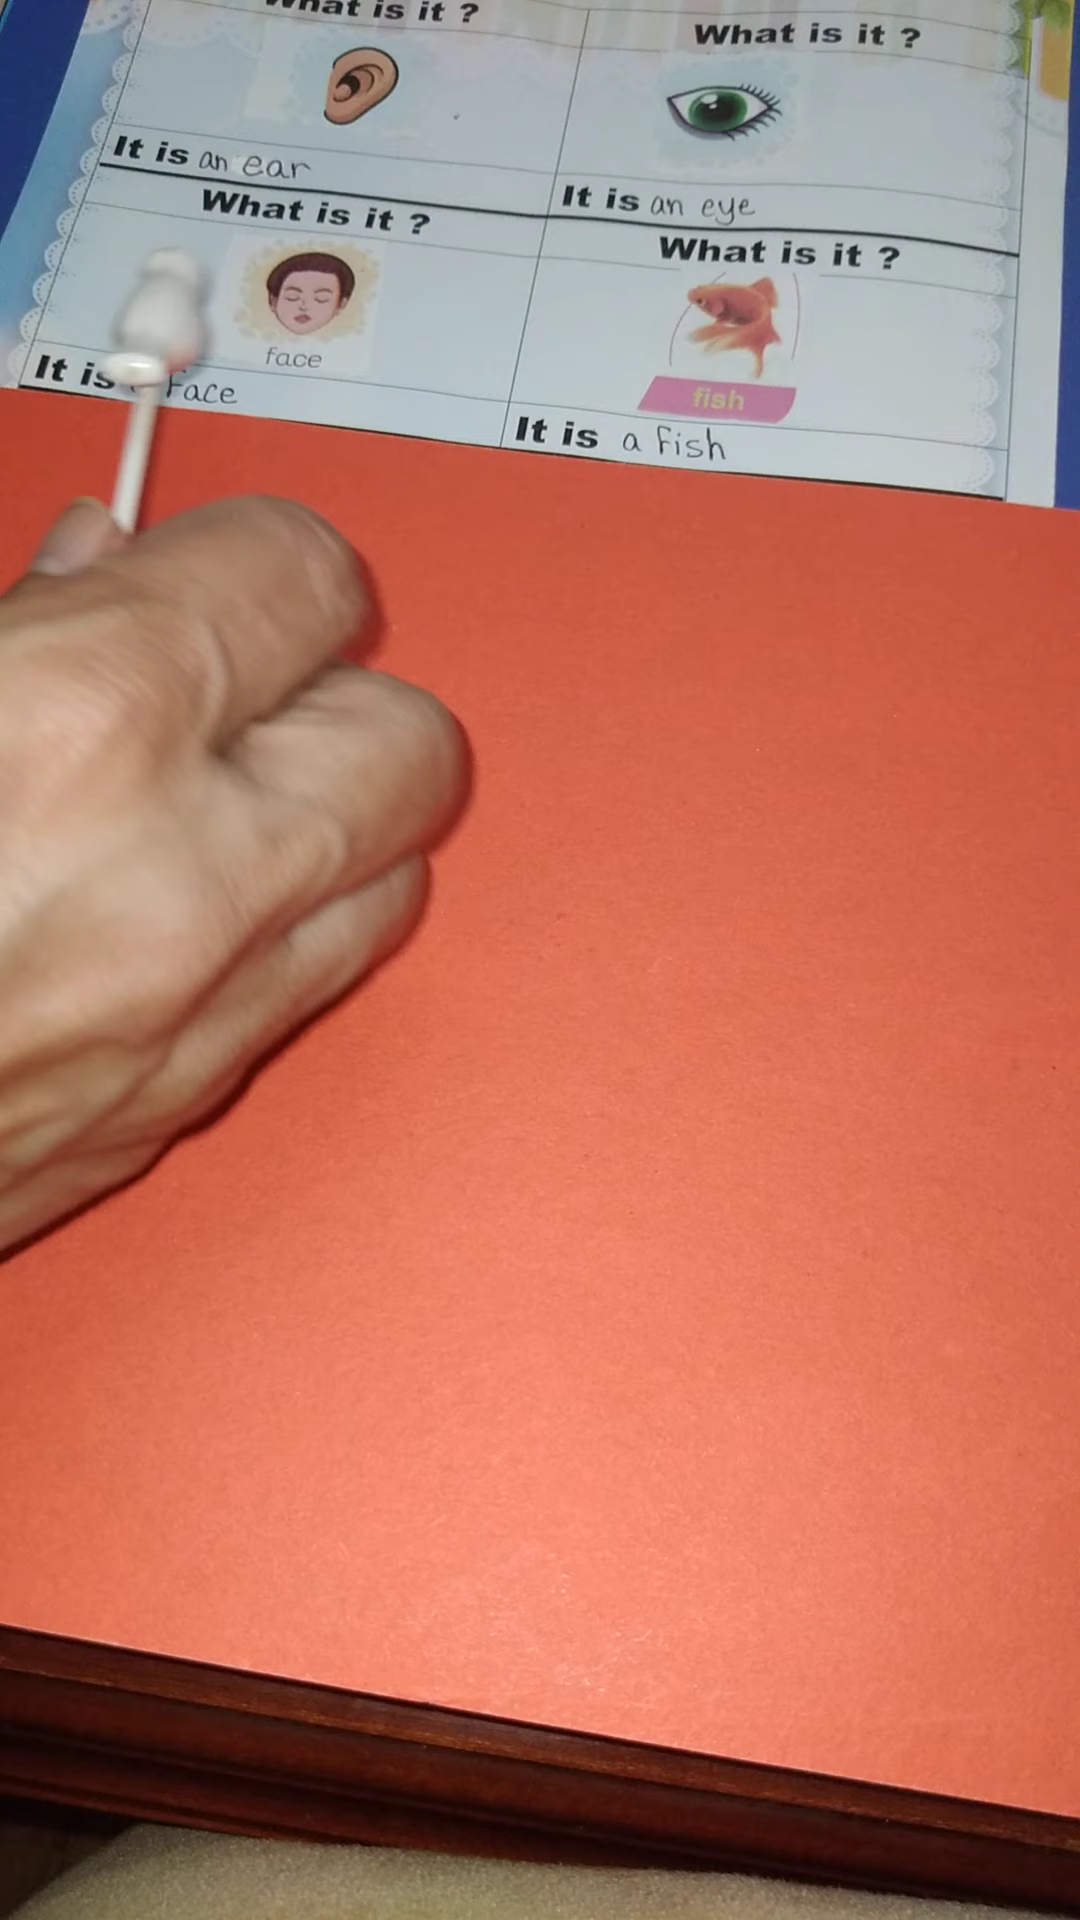 What is it ?
What is it ?
It is an ear
It is an eye
What is it ?
What is it ?
face
fish
It is face
It is a fish